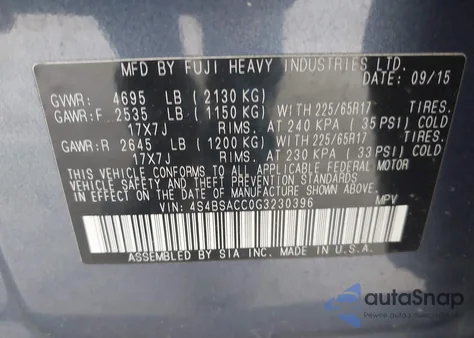 MFD BY FUJI HEAVY INDUSTRIES LTD.
DATE: 09/15
GVWR: 4695 LB (2130 KG)
GAWR:F 2535 LB (1150 KG) WITH 225/65R17 TIRES.
17X7J RIMS. AT 240 KPA (35 PSI) COLD
GAWR:R 2645 LB (1200 KG) WITH 225/65R17 TIRES.
17X7J RIMS. AT 230 KPA (33 PSI) COLD
THIS VEHICLE CONFORMS TO ALL APPLICABLE FEDERAL MOTOR
VEHICLE SAFETY AND THEFT PREVENTION STANDARDS IN
EFFECT ON THE DATE OF MANUFACTURE SHOWN ABOVE.
VIN: 4S4BSACC0G3230396 MPV
ASSEMBLED BY SIA INC. MADE IN U.S.A.
autoSnap